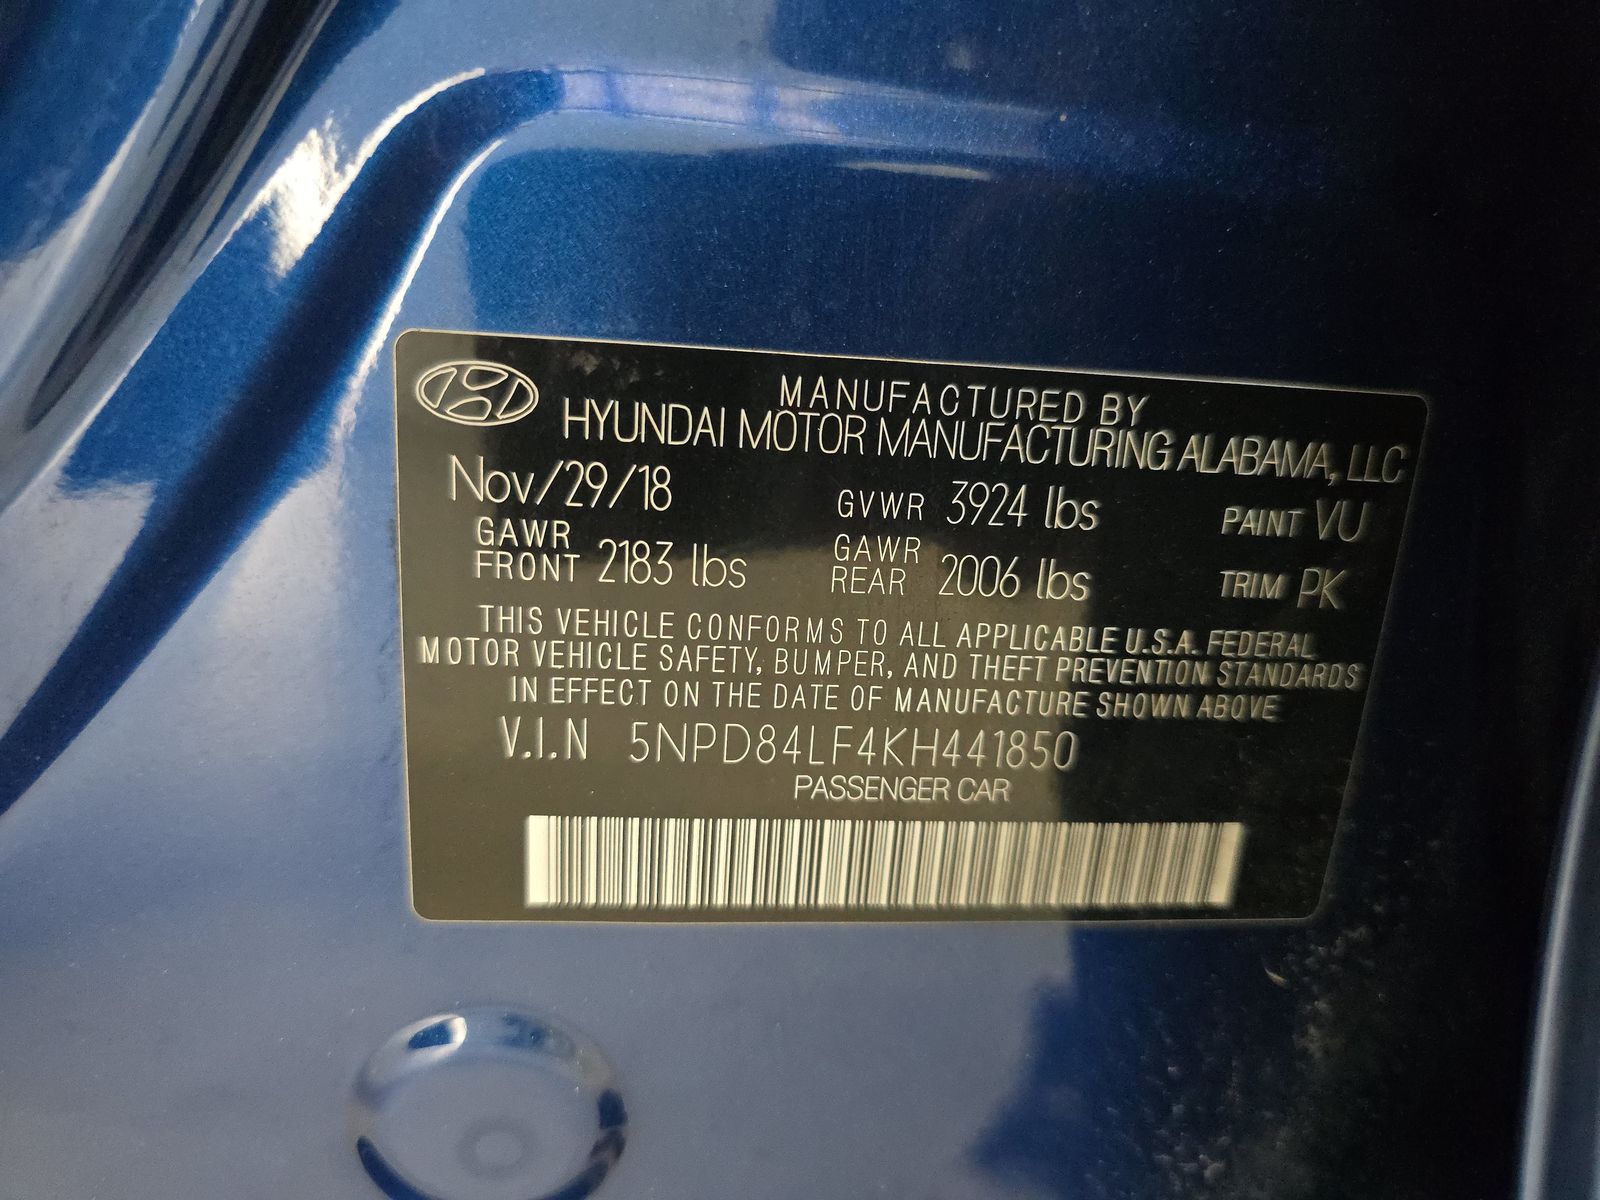 MANUFACTURED BY
HYUNDAI MOTOR MANUFACTURING ALABAMA, LLC
Nov/29/18 GVWR 3924 lbs PAINT VU
GAWR FRONT 2183 lbs GAWR REAR 2006 lbs TRIM PK
THIS VEHICLE CONFORMS TO ALL APPLICABLE U.S.A. FEDERAL
MOTOR VEHICLE SAFETY, BUMPER, AND THEFT PREVENTION STANDARDS
IN EFFECT ON THE DATE OF MANUFACTURE SHOWN ABOVE
V.I.N 5NPD84LF4KH441850
PASSENGER CAR